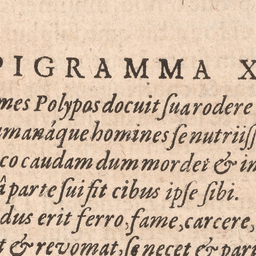 PIGRAMMA X
mes Polypos docuit sua rodere
umanáque homines se nutriiss
co caudam dum mordet & in
â parte sui fit cibus ipse sibi.
dus erit ferro, fame, carcere,
t & revomat, se necet & pari